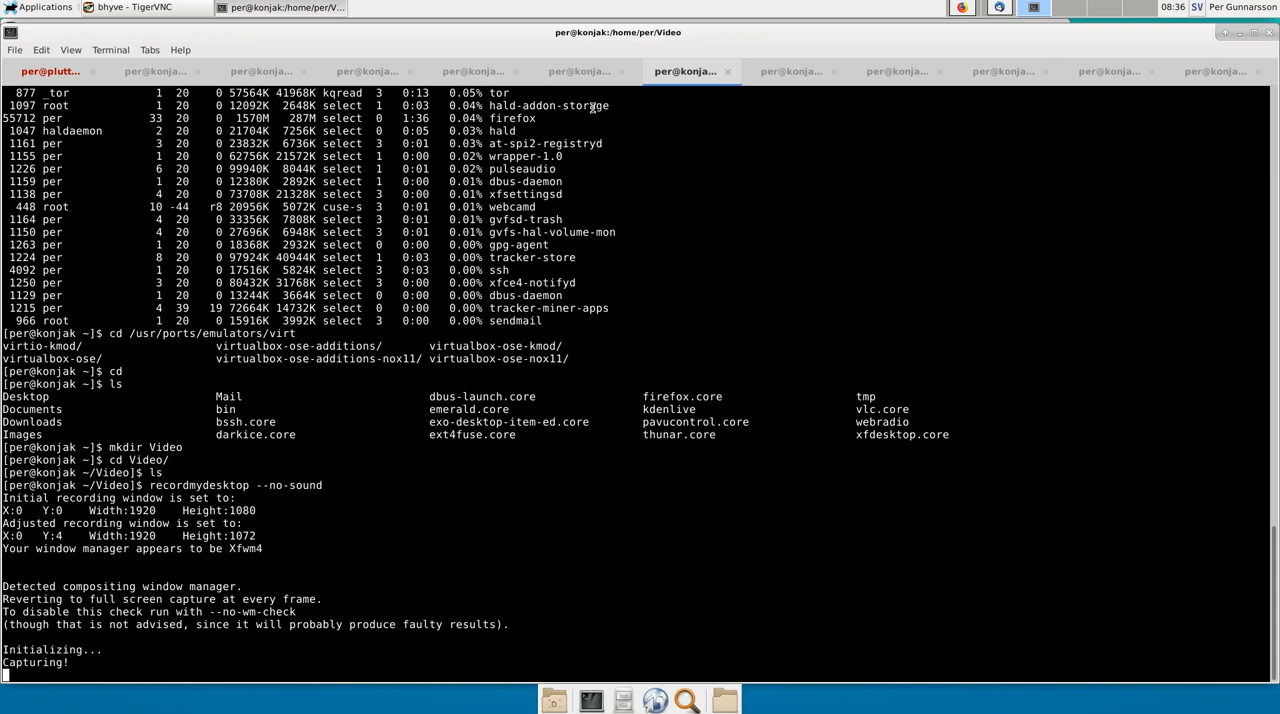 Applications
bhyve - TigerVNC
per@konjak:/home/per/V...
08:36
SV
Per Gunnarsson
per@konjak:/home/per/Video
File Edit View Terminal Tabs Help
per@plutt... per@konja... per@konja... per@konja... per@konja... per@konja... per@konja... per@konja... per@konja... per@konja... per@konja... per@konja...
877 _tor 1 20 0 57564K 41968K kqread 3 0:13 0.05% tor
1097 root 1 20 0 12092K 2648K select 1 0:03 0.04% hald-addon-storage
55712 per 33 20 0 1570M 287M select 0 1:36 0.04% firefox
1047 haldaemon 2 20 0 21704K 7256K select 0 0:05 0.03% hald
1161 per 3 20 0 23832K 6736K select 3 0:01 0.03% at-spi2-registryd
1155 per 1 20 0 62756K 21572K select 1 0:00 0.02% wrapper-1.0
1226 per 6 20 0 99940K 8044K select 1 0:01 0.02% pulseaudio
1159 per 1 20 0 12380K 2892K select 1 0:00 0.01% dbus-daemon
1138 per 4 20 0 73708K 21328K select 3 0:01 0.01% xfsettingsd
448 root 10 -44 r8 20956K 5072K cuse-s 3 0:01 0.01% webcamd
1164 per 4 20 0 33356K 7808K select 3 0:01 0.01% gvfsd-trash
1150 per 4 20 0 27696K 6948K select 3 0:01 0.01% gvfs-hal-volume-mon
1263 per 1 20 0 18368K 2932K select 0 0:00 0.00% gpg-agent
1224 per 8 20 0 97924K 40944K select 1 0:03 0.00% tracker-store
4092 per 1 20 0 17516K 5824K select 3 0:03 0.00% ssh
1250 per 3 20 0 80432K 31768K select 3 0:00 0.00% xfce4-notifyd
1129 per 1 20 0 13244K 3664K select 0 0:00 0.00% dbus-daemon
1215 per 4 39 19 72664K 14732K select 0 0:00 0.00% tracker-miner-apps
966 root 1 20 0 15916K 3992K select 3 0:00 0.00% sendmail
[per@konjak ~]$ cd /usr/ports/emulators/virt
virtio-kmod/ virtualbox-ose-additions/ virtualbox-ose-kmod/
virtualbox-ose/ virtualbox-ose-additions-nox11/ virtualbox-ose-nox11/
[per@konjak ~]$ cd
[per@konjak ~]$ ls
Desktop Mail dbus-launch.core firefox.core tmp
Documents bin emerald.core kdenlive vlc.core
Downloads bssh.core exo-desktop-item-ed.core pavucontrol.core webradio
Images darkice.core ext4fuse.core thunar.core xfdesktop.core
[per@konjak ~]$ mkdir Video
[per@konjak ~]$ cd Video/
[per@konjak ~/Video]$ ls
[per@konjak ~/Video]$ recordmydesktop --no-sound
Initial recording window is set to:
X:0 Y:0 Width:1920 Height:1080
Adjusted recording window is set to:
X:0 Y:4 Width:1920 Height:1072
Your window manager appears to be Xfwm4
Detected compositing window manager.
Reverting to full screen capture at every frame.
To disable this check run with --no-wm-check
(though that is not advised, since it will probably produce faulty results).
Initializing...
Capturing!